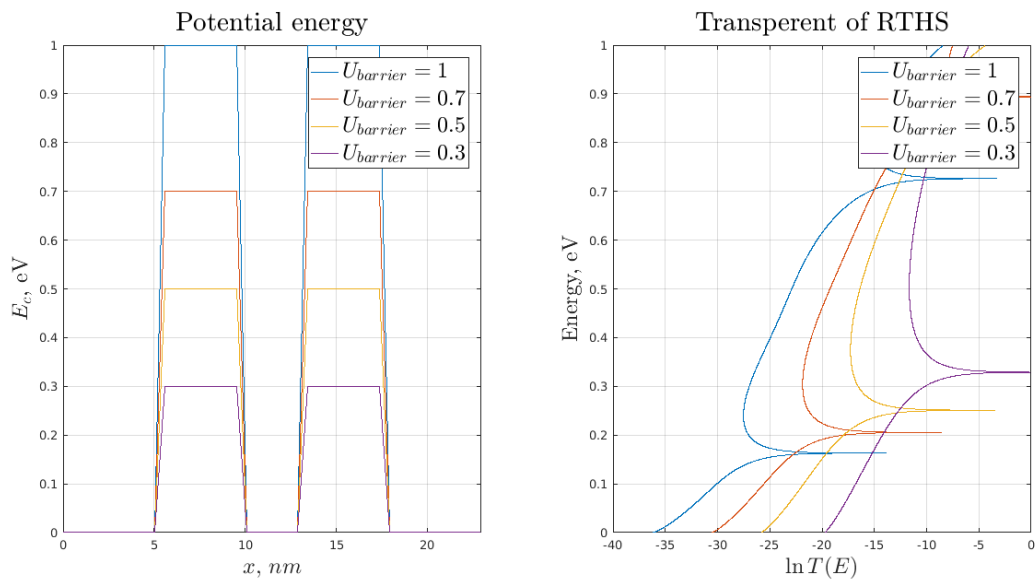 Potential energy
1
0.9
0.8
0.7
0.6
0.5
0.4
0.3
0.2
0.1
0
E_c, eV
0 5 10 15 20
x, nm
U_barrier = 1
U_barrier = 0.7
U_barrier = 0.5
U_barrier = 0.3
Transperent of RTHS
1
0.9
0.8
0.7
0.6
0.5
0.4
0.3
0.2
0.1
0
Energy, eV
-40 -35 -30 -25 -20 -15 -10 -5 0
ln T(E)
U_barrier = 1
U_barrier = 0.7
U_barrier = 0.5
U_barrier = 0.3